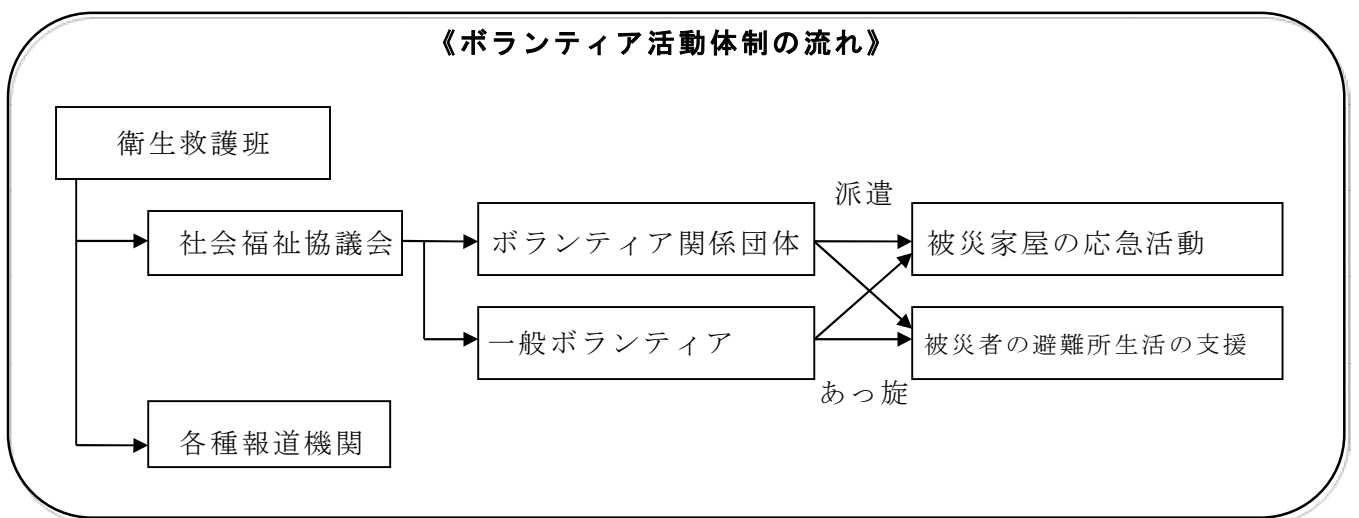 《ボランティア活動体制の流れ》
衛生救護班
派遣
社会福祉協議会
ボランティア関係団体
被災家屋の応急活動
一般ボランティア
被災者の避難所生活の支援
あっ旋
各種報道機関